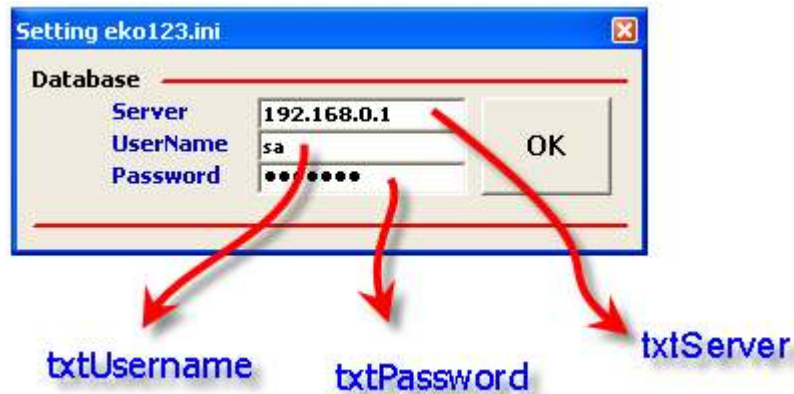 Setting eko123.ini
Database
Server 192.168.0.1
UserName sa
Password ●●●●●●●
OK
txtUsername
txtPassword
txtServer